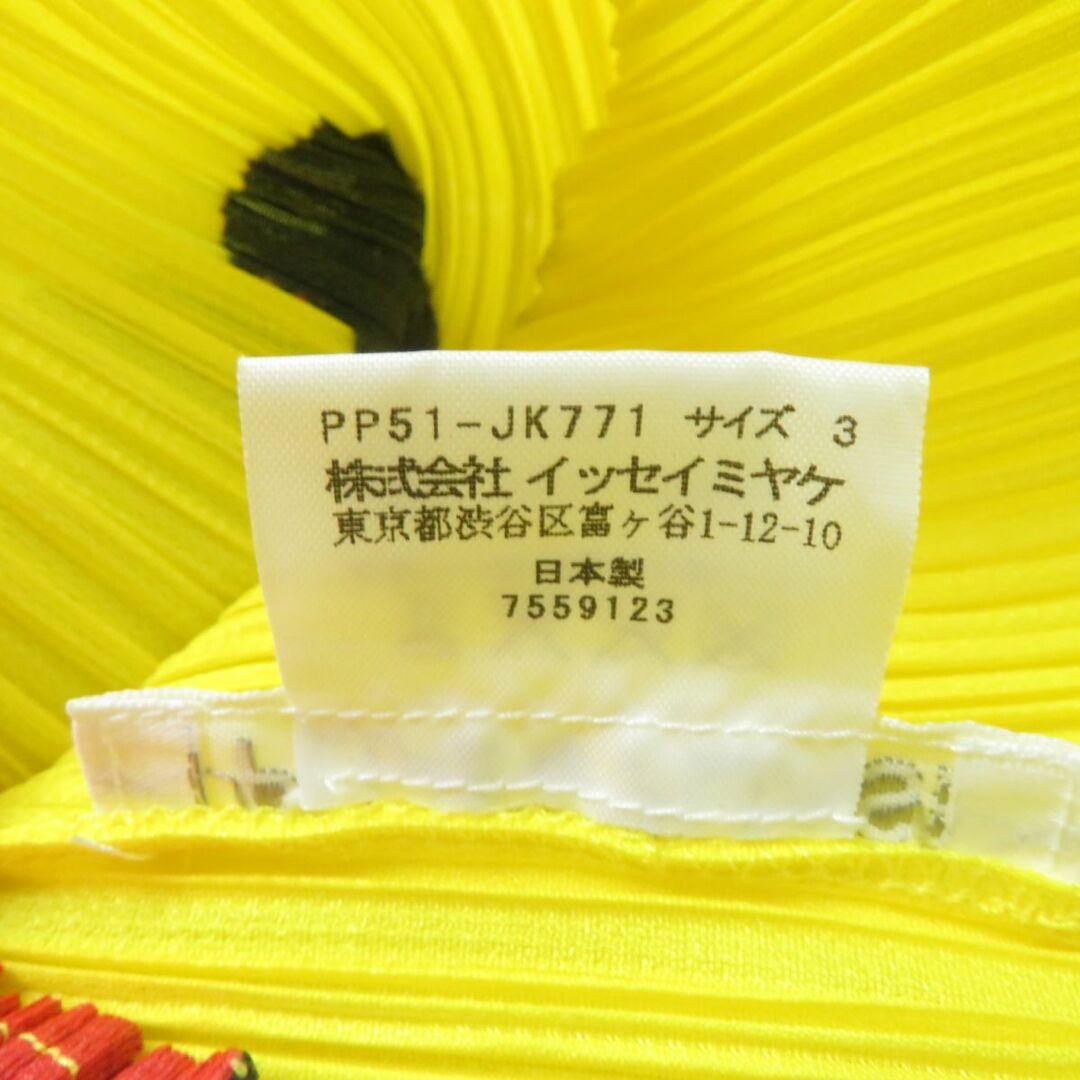 PP51-JK771 サイズ 3
株式会社 イッセイミヤケ
東京都渋谷区富ヶ谷1-12-10
日本製
7559123